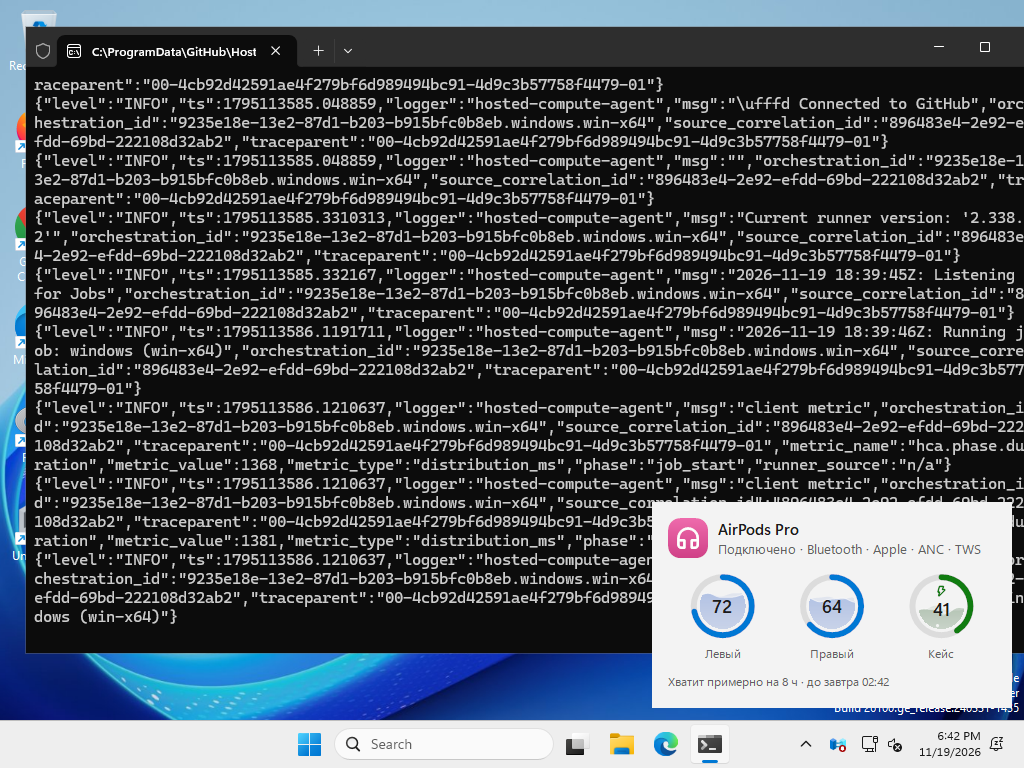 Rec
C:\ProgramData\GitHub\Host
raceparent":"00-4cb92d42591ae4f279bf6d989494bc91-4d9c3b57758f4479-01"}
{"level":"INFO","ts":1795113585.048859,"logger":"hosted-compute-agent","msg":"\ufffd Connected to GitHub","orc
hestration_id":"9235e18e-13e2-87d1-b203-b915bfc0b8eb.windows.win-x64","source_correlation_id":"896483e4-2e92-e
fdd-69bd-222108d32ab2","traceparent":"00-4cb92d42591ae4f279bf6d989494bc91-4d9c3b57758f4479-01"}
{"level":"INFO","ts":1795113585.048859,"logger":"hosted-compute-agent","msg":"","orchestration_id":"9235e18e-1
3e2-87d1-b203-b915bfc0b8eb.windows.win-x64","source_correlation_id":"896483e4-2e92-efdd-69bd-222108d32ab2","tr
aceparent":"00-4cb92d42591ae4f279bf6d989494bc91-4d9c3b57758f4479-01"}
{"level":"INFO","ts":1795113585.3310313,"logger":"hosted-compute-agent","msg":"Current runner version: '2.338.
2'","orchestration_id":"9235e18e-13e2-87d1-b203-b915bfc0b8eb.windows.win-x64","source_correlation_id":"896483e
4-2e92-efdd-69bd-222108d32ab2","traceparent":"00-4cb92d42591ae4f279bf6d989494bc91-4d9c3b57758f4479-01"}
{"level":"INFO","ts":1795113585.332167,"logger":"hosted-compute-agent","msg":"2026-11-19 18:39:45Z: Listening
for Jobs","orchestration_id":"9235e18e-13e2-87d1-b203-b915bfc0b8eb.windows.win-x64","source_correlation_id":"8
96483e4-2e92-efdd-69bd-222108d32ab2","traceparent":"00-4cb92d42591ae4f279bf6d989494bc91-4d9c3b57758f4479-01"}
{"level":"INFO","ts":1795113586.1191711,"logger":"hosted-compute-agent","msg":"2026-11-19 18:39:46Z: Running j
ob: windows (win-x64)","orchestration_id":"9235e18e-13e2-87d1-b203-b915bfc0b8eb.windows.win-x64","source_corre
lation_id":"896483e4-2e92-efdd-69bd-222108d32ab2","traceparent":"00-4cb92d42591ae4f279bf6d989494bc91-4d9c3b577
58f4479-01"}
{"level":"INFO","ts":1795113586.1210637,"logger":"hosted-compute-agent","msg":"client metric","orchestration_i
d":"9235e18e-13e2-87d1-b203-b915bfc0b8eb.windows.win-x64","source_correlation_id":"896483e4-2e92-efdd-69bd-222
108d32ab2","traceparent":"00-4cb92d42591ae4f279bf6d989494bc91-4d9c3b57758f4479-01","metric_name":"hca.phase.du
ration","metric_value":1368,"metric_type":"distribution_ms","phase":"job_start","runner_source":"n/a"}
{"level":"INFO","ts":1795113586.1210637,"logger":"hosted-compute-agent","msg":"client metric","orchestration_i
d":"9235e18e-13e2-87d1-b203-b915bfc0b8eb.windows.win-x64","source_correlation_id":"896483e4-2e92-efdd-69bd-222
108d32ab2","traceparent":"00-4cb92d42591ae4f279bf6d989494bc91-4d9c3b5
ration","metric_value":1381,"metric_type":"distribution_ms","phase":"
{"level":"INFO","ts":1795113586.1210637,"logger":"hosted-compute-agen
chestration_id":"9235e18e-13e2-87d1-b203-b915bfc0b8eb.windows.win-x64
efdd-69bd-222108d32ab2","traceparent":"00-4cb92d42591ae4f279bf6d98949
dows (win-x64)"}
AirPods Pro
Подключено · Bluetooth · Apple · ANC · TWS
72 64 41
Левый Правый Кейс
Хватит примерно на 8 ч · до завтра 02:42
Build 26100.ge_release.240331-1435
Search
6:42 PM
11/19/2026